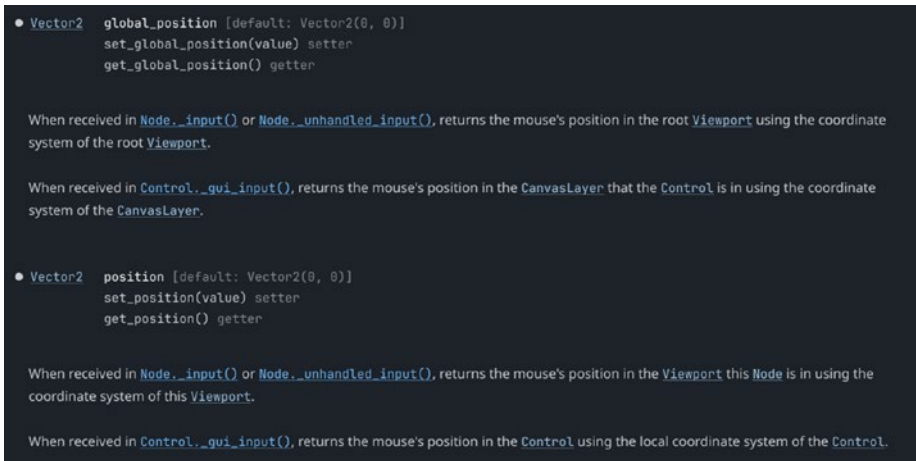 Vector2 global_position [default: Vector2(0, 0)]
set_global_position(value) setter
get_global_position() getter
When received in Node._input() or Node._unhandled_input(), returns the mouse's position in the root Viewport using the coordinate
system of the root Viewport.
When received in Control._gui_input(), returns the mouse's position in the CanvasLayer that the Control is in using the coordinate
system of the CanvasLayer.
Vector2 position [default: Vector2(0, 0)]
set_position(value) setter
get_position() getter
When received in Node._input() or Node._unhandled_input(), returns the mouse's position in the Viewport this Node is in using the
coordinate system of this Viewport.
When received in Control._gui_input(), returns the mouse's position in the Control using the local coordinate system of the Control.